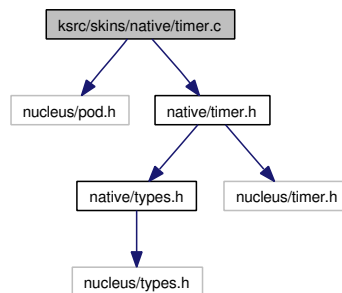 ksrc/skins/native/timer.c
nucleus/pod.h
native/timer.h
native/types.h
nucleus/timer.h
nucleus/types.h